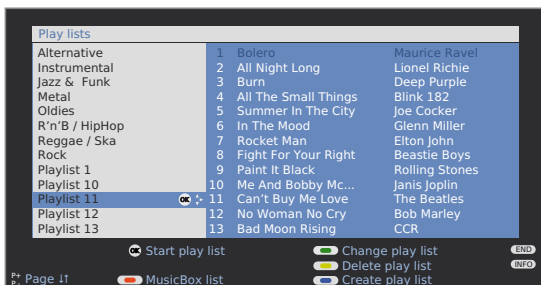 Play lists
Alternative 1 Bolero Maurice Ravel
Instrumental 2 All Night Long Lionel Richie
Jazz & Funk 3 Burn Deep Purple
Metal 4 All The Small Things Blink 182
Oldies 5 Summer In The City Joe Cocker
R'n'B / HipHop 6 In The Mood Glenn Miller
Reggae / Ska 7 Rocket Man Elton John
Rock 8 Fight For Your Right Beastie Boys
Playlist 1 9 Paint It Black Rolling Stones
Playlist 10 10 Me And Bobby Mc... Janis Joplin
Playlist 11 OK 11 Can't Buy Me Love The Beatles
Playlist 12 12 No Woman No Cry Bob Marley
Playlist 13 13 Bad Moon Rising CCR
OK Start play list Change play list END
Delete play list INFO
P+ Page ↓↑ MusicBox list Create play list